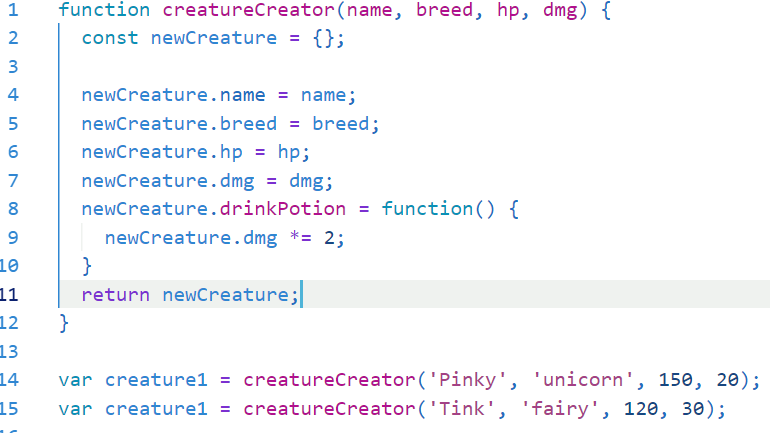 1 function creatureCreator(name, breed, hp, dmg) {
2 const newCreature = {};
3
4 newCreature.name = name;
5 newCreature.breed = breed;
6 newCreature.hp = hp;
7 newCreature.dmg = dmg;
8 newCreature.drinkPotion = function() {
9 newCreature.dmg *= 2;
10 }
11 return newCreature;
12 }
13
14 var creature1 = creatureCreator('Pinky', 'unicorn', 150, 20);
15 var creature1 = creatureCreator('Tink', 'fairy', 120, 30);